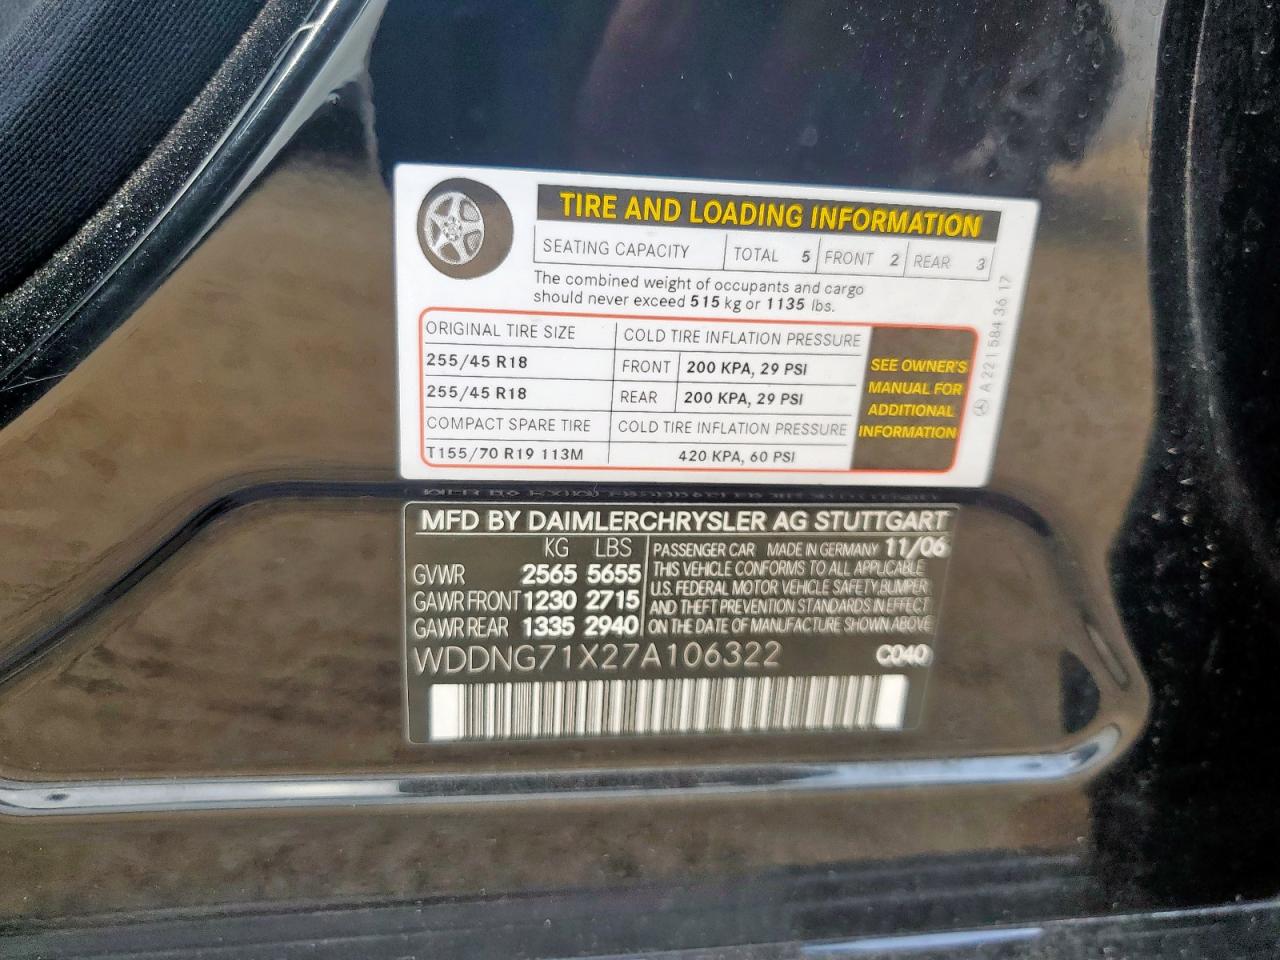 TIRE AND LOADING INFORMATION
SEATING CAPACITY TOTAL 5 FRONT 2 REAR 3
The combined weight of occupants and cargo
should never exceed 515 kg or 1135 lbs.
ORIGINAL TIRE SIZE COLD TIRE INFLATION PRESSURE
255/45 R18 FRONT 200 KPA, 29 PSI
255/45 R18 REAR 200 KPA, 29 PSI
COMPACT SPARE TIRE COLD TIRE INFLATION PRESSURE
T155/70 R19 113M 420 KPA, 60 PSI
SEE OWNER'S
MANUAL FOR
ADDITIONAL
INFORMATION
A 221 584 36 17
MFD BY DAIMLERCHRYSLER AG STUTTGART
KG LBS
GVWR 2565 5655
GAWR FRONT 1230 2715
GAWR REAR 1335 2940
PASSENGER CAR MADE IN GERMANY 11/06
THIS VEHICLE CONFORMS TO ALL APPLICABLE
U.S. FEDERAL MOTOR VEHICLE SAFETY, BUMPER
AND THEFT PREVENTION STANDARDS IN EFFECT
ON THE DATE OF MANUFACTURE SHOWN ABOVE
WDDNG71X27A106322 C040